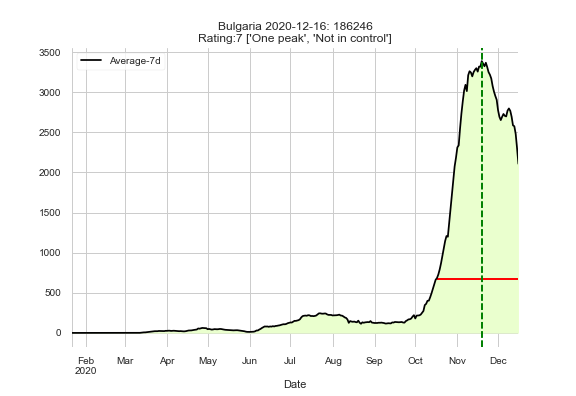 Bulgaria 2020-12-16: 186246
Rating:7 ['One peak', 'Not in control']
Average-7d
3500
3000
2500
2000
1500
1000
500
0
Feb Mar Apr May Jun Jul Aug Sep Oct Nov Dec
2020
Date